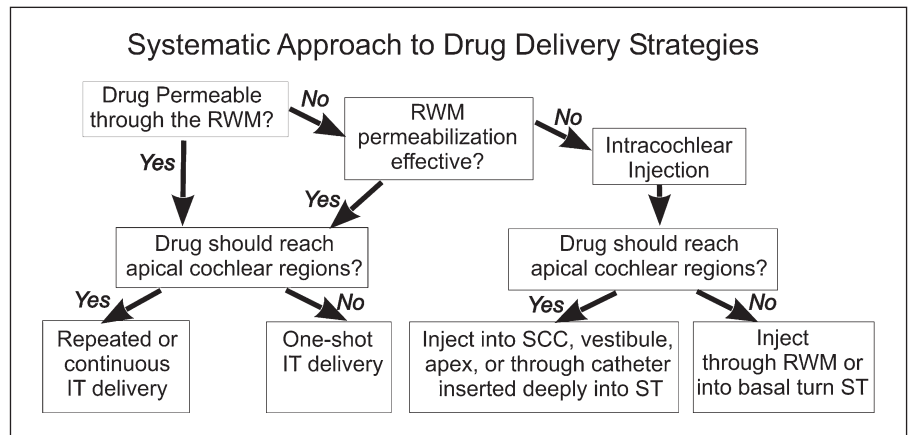 Systematic Approach to Drug Delivery Strategies
Drug Permeable
through the RWM?
No
RWM
permeabilization
effective?
No
Intracochlear
Injection
Yes
Yes
Drug should reach
apical cochlear regions?
Drug should reach
apical cochlear regions?
Yes
No
Yes
No
Repeated or
continuous
IT delivery
One-shot
IT delivery
Inject into SCC, vestibule,
apex, or through catheter
inserted deeply into ST
Inject
through RWM or
into basal turn ST